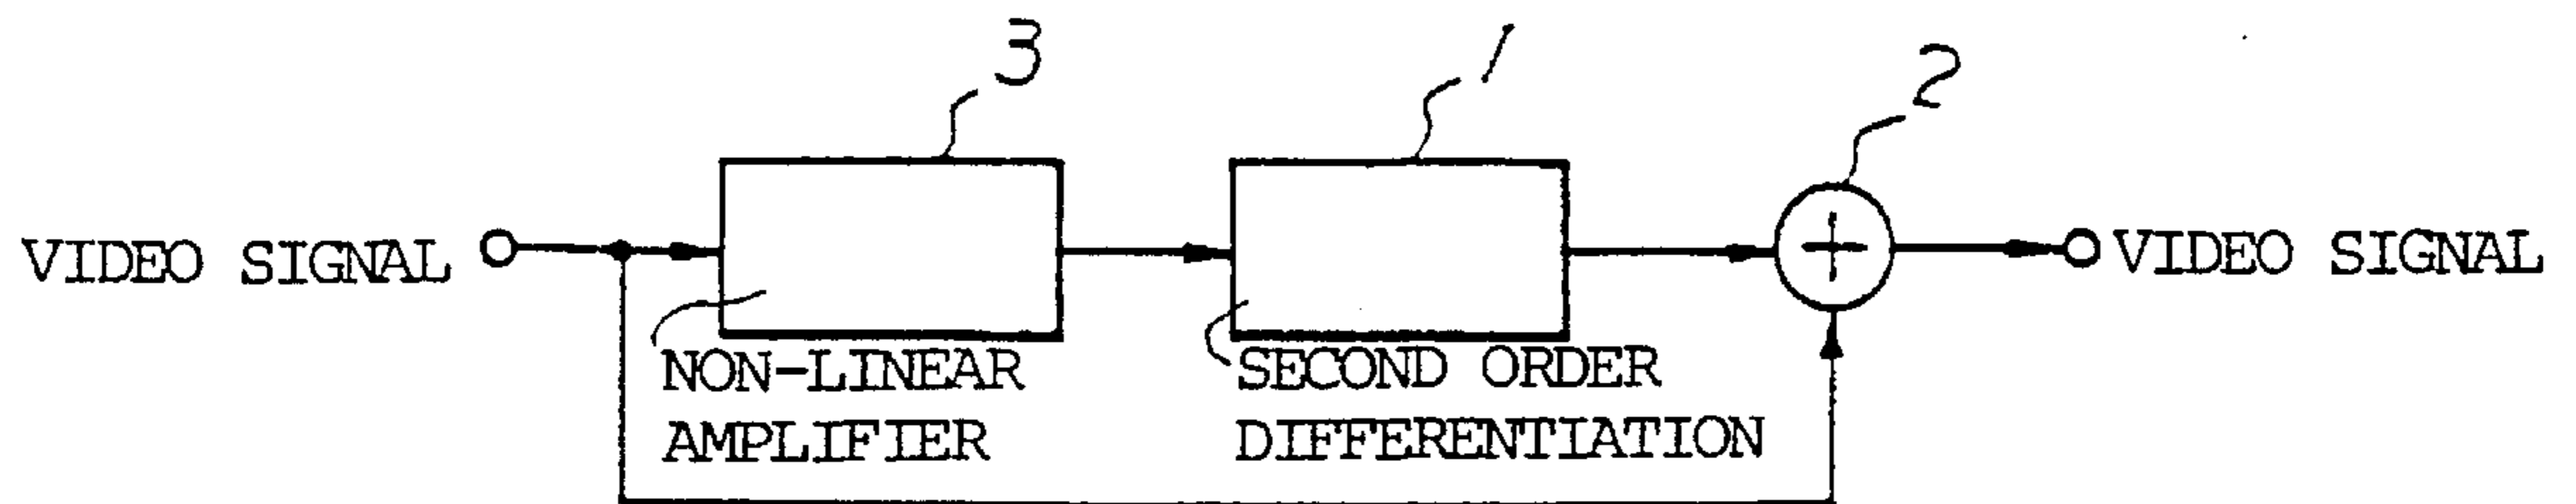 3
1
2
VIDEO SIGNAL
+
VIDEO SIGNAL
NON-LINEAR
AMPLIFIER
SECOND ORDER
DIFFERENTIATION